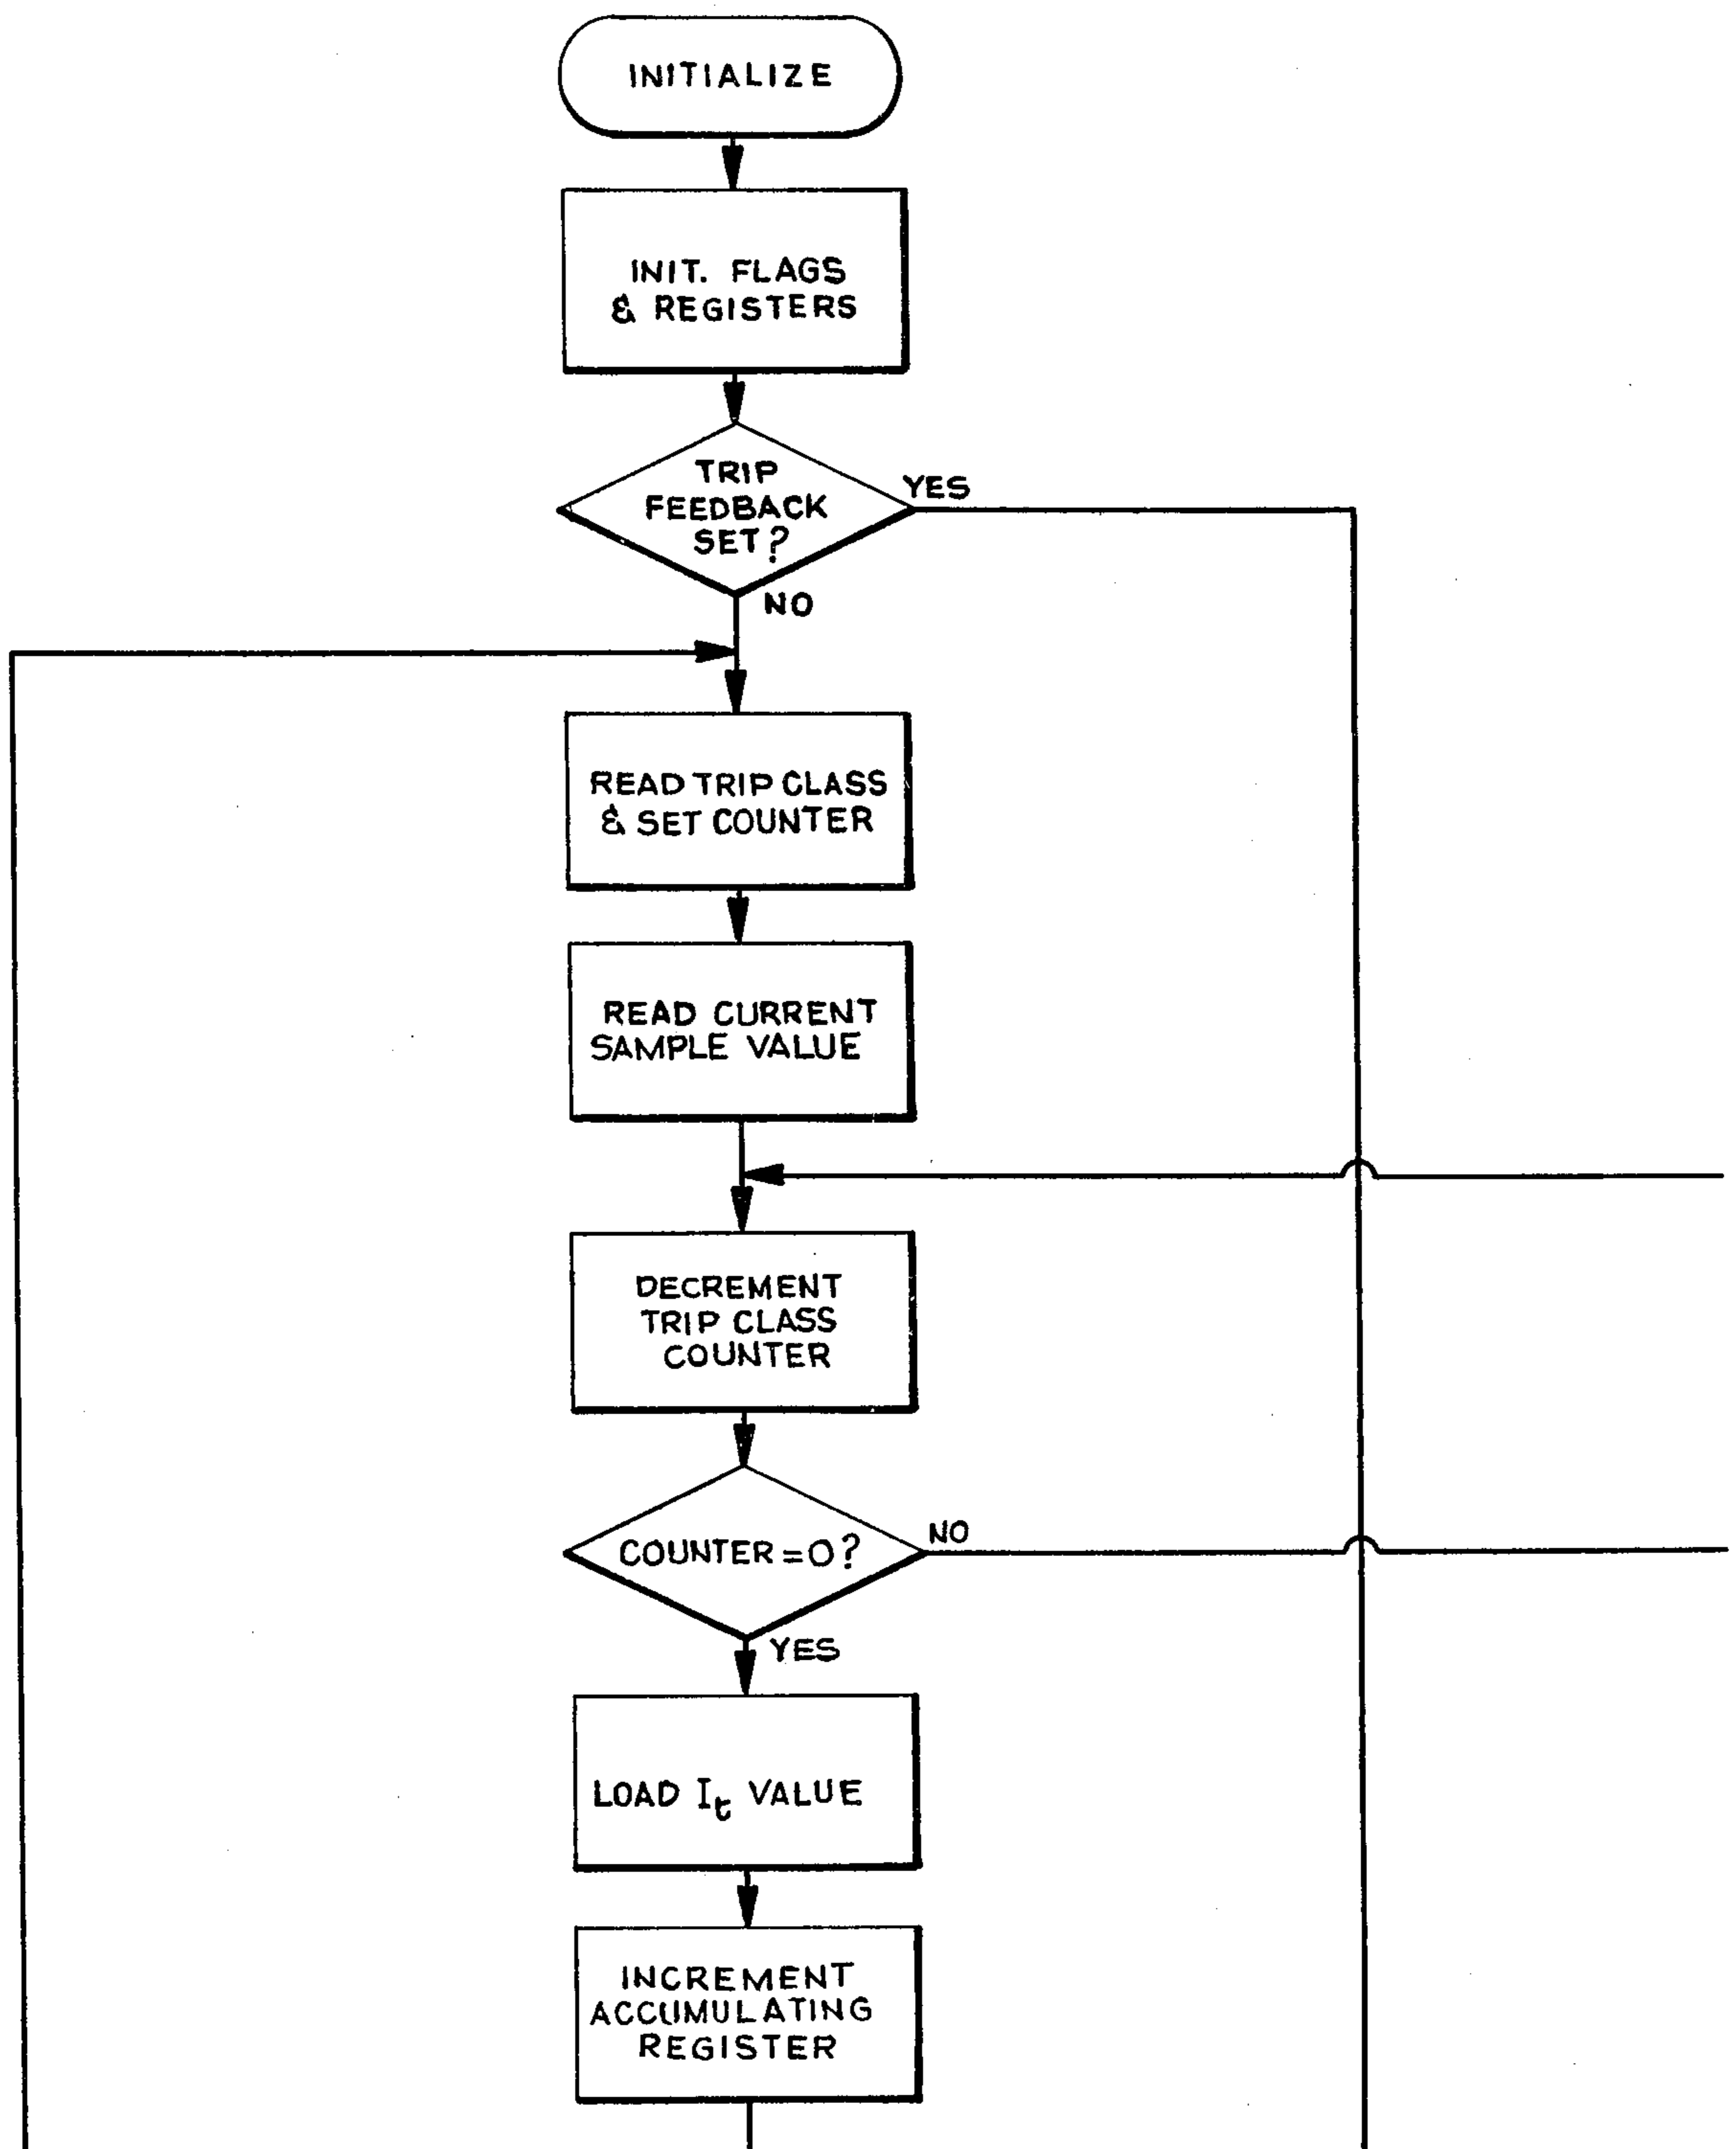 INITIALIZE
INIT. FLAGS
& REGISTERS
TRIP
FEEDBACK
SET?
YES
NO
READ TRIP CLASS
& SET COUNTER
READ CURRENT
SAMPLE VALUE
DECREMENT
TRIP CLASS
COUNTER
COUNTER = 0?
NO
YES
LOAD It VALUE
INCREMENT
ACCUMULATING
REGISTER